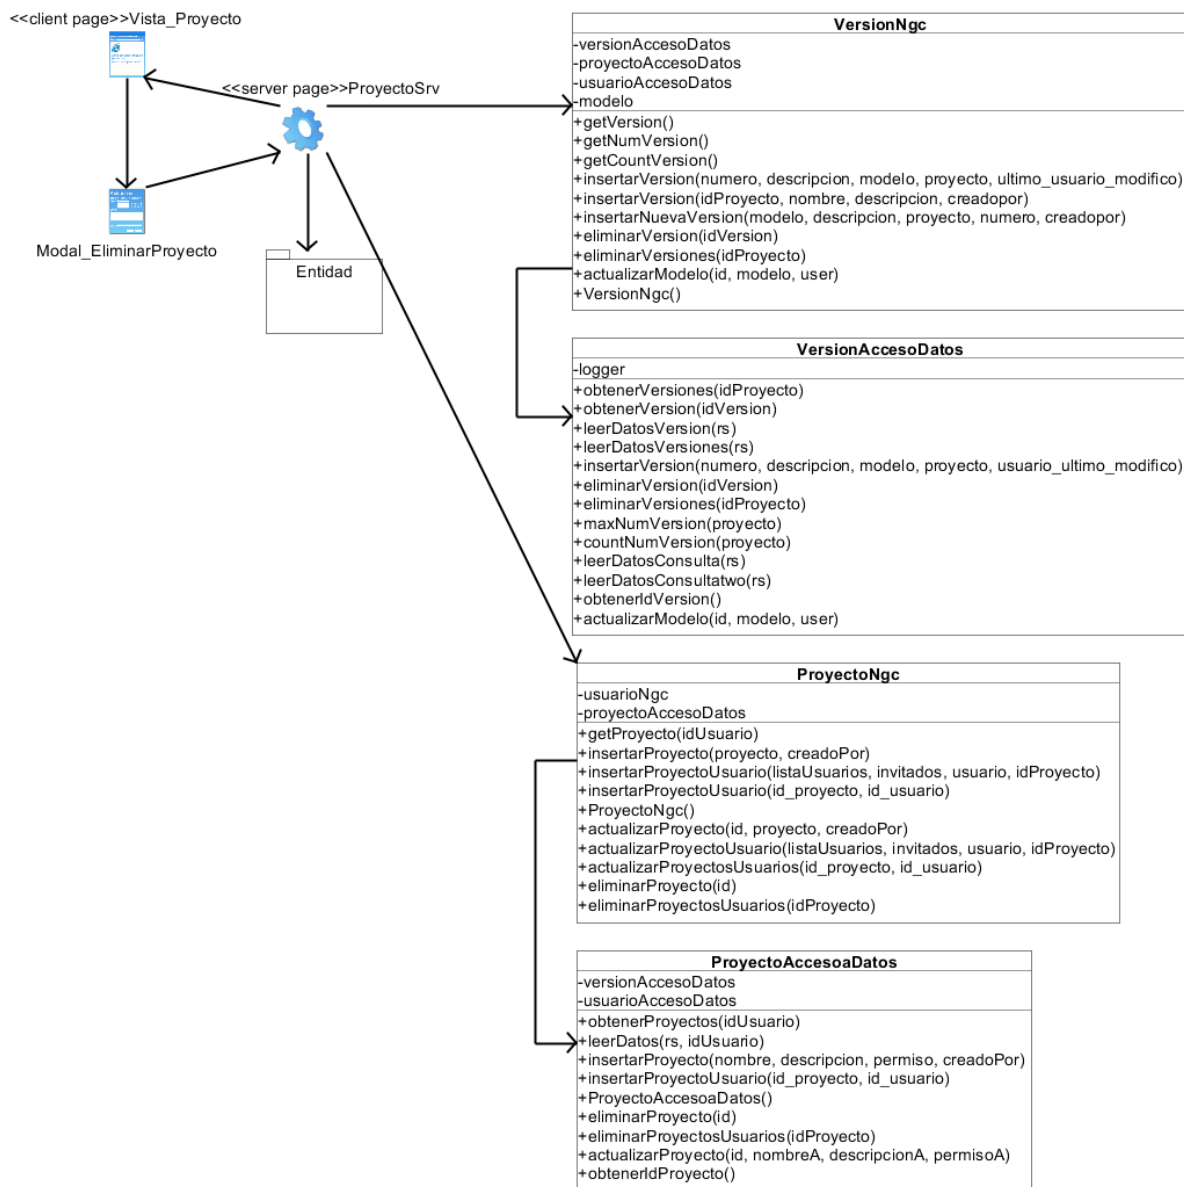 <<client page>>Vista_Proyecto
<<server page>>ProyectoSrv
Modal_EliminarProyecto
Entidad
VersionNgc
-versionAccesoDatos
-proyectoAccesoDatos
-usuarioAccesoDatos
-modelo
+getVersion()
+getNumVersion()
+getCountVersion()
+insertarVersion(numero, descripcion, modelo, proyecto, ultimo_usuario_modifico)
+insertarVersion(idProyecto, nombre, descripcion, creadopor)
+insertarNuevaVersion(modelo, descripcion, proyecto, numero, creadopor)
+eliminarVersion(idVersion)
+eliminarVersiones(idProyecto)
+actualizarModelo(id, modelo, user)
+VersionNgc()
VersionAccesoDatos
-logger
+obtenerVersiones(idProyecto)
+obtenerVersion(idVersion)
+leerDatosVersion(rs)
+leerDatosVersiones(rs)
+insertarVersion(numero, descripcion, modelo, proyecto, usuario_ultimo_modifico)
+eliminarVersion(idVersion)
+eliminarVersiones(idProyecto)
+maxNumVersion(proyecto)
+countNumVersion(proyecto)
+leerDatosConsulta(rs)
+leerDatosConsultatwo(rs)
+obtenerIdVersion()
+actualizarModelo(id, modelo, user)
ProyectoNgc
-usuarioNgc
-proyectoAccesoDatos
+getProyecto(idUsuario)
+insertarProyecto(proyecto, creadoPor)
+insertarProyectoUsuario(listaUsuarios, invitados, usuario, idProyecto)
+insertarProyectoUsuario(id_proyecto, id_usuario)
+ProyectoNgc()
+actualizarProyecto(id, proyecto, creadoPor)
+actualizarProyectoUsuario(listaUsuarios, invitados, usuario, idProyecto)
+actualizarProyectosUsuarios(id_proyecto, id_usuario)
+eliminarProyecto(id)
+eliminarProyectosUsuarios(idProyecto)
ProyectoAccesoaDatos
-versionAccesoDatos
-usuarioAccesoDatos
+obtenerProyectos(idUsuario)
+leerDatos(rs, idUsuario)
+insertarProyecto(nombre, descripcion, permiso, creadoPor)
+insertarProyectoUsuario(id_proyecto, id_usuario)
+ProyectoAccesoaDatos()
+eliminarProyecto(id)
+eliminarProyectosUsuarios(idProyecto)
+actualizarProyecto(id, nombreA, descripcionA, permisoA)
+obtenerIdProyecto()